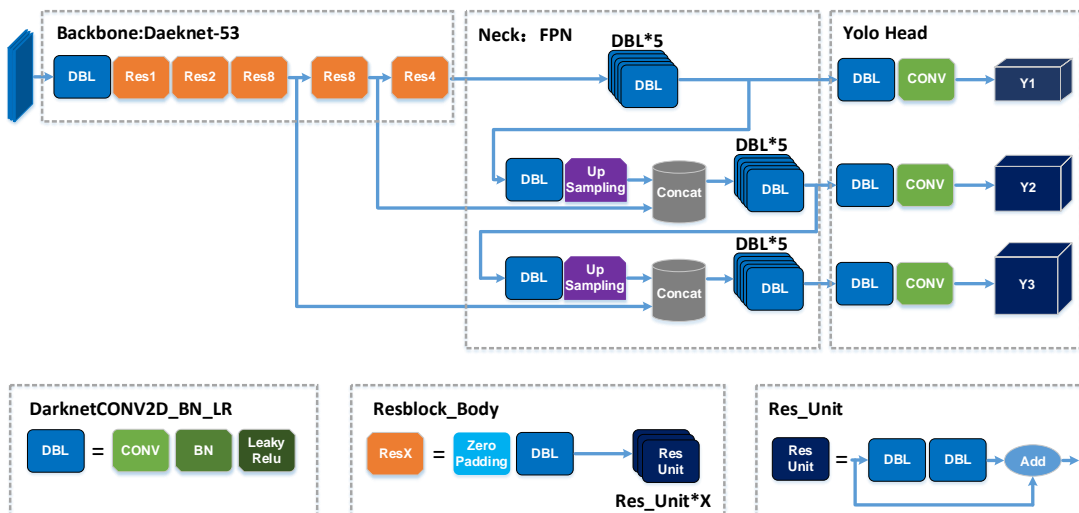 Backbone:Daeknet-53
Neck：FPN
Yolo Head
DBL
Res1
Res2
Res8
Res8
Res4
DBL*5
DBL
DBL
CONV
Y1
DBL
Up
Sampling
Concat
DBL*5
DBL
DBL
CONV
Y2
DBL
Up
Sampling
Concat
DBL*5
DBL
DBL
CONV
Y3
DarknetCONV2D_BN_LR
DBL
=
CONV
BN
Leaky
Relu
Resblock_Body
ResX
=
Zero
Padding
DBL
Res
Unit
Res_Unit*X
Res_Unit
Res
Unit
=
DBL
DBL
Add